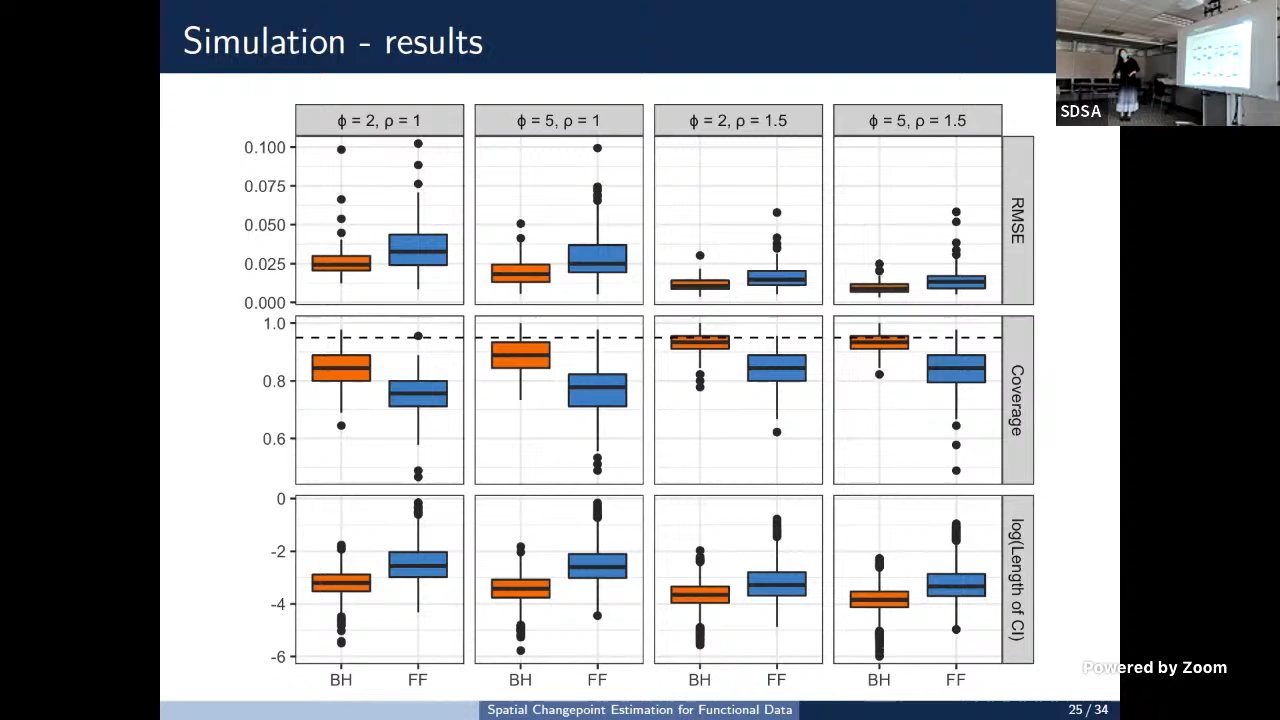 Simulation - results
SDSA
ϕ = 2, ρ = 1
ϕ = 5, ρ = 1
ϕ = 2, ρ = 1.5
ϕ = 5, ρ = 1.5
0.100
0.075
0.050
0.025
0.000
RMSE
1.0
0.8
0.6
Coverage
0
-2
-4
-6
log(Length of CI)
BH FF BH FF BH FF BH FF
Powered by Zoom
Spatial Changepoint Estimation for Functional Data
25 / 34